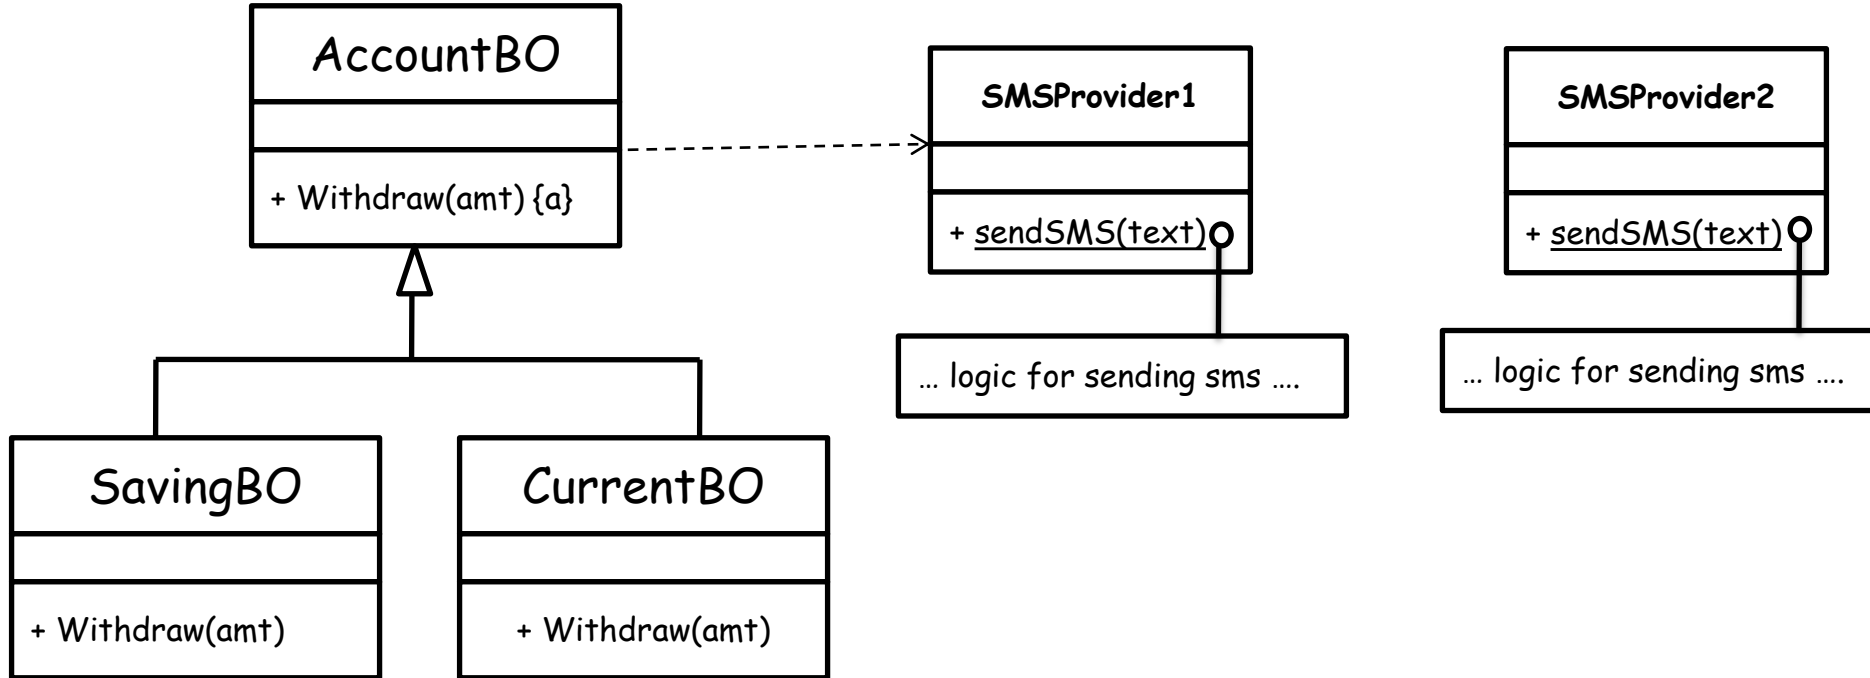 AccountBO
+ Withdraw(amt) {a}
SMSProvider1
+ sendSMS(text)
… logic for sending sms ….
SMSProvider2
+ sendSMS(text)
… logic for sending sms ….
SavingBO
+ Withdraw(amt)
CurrentBO
+ Withdraw(amt)